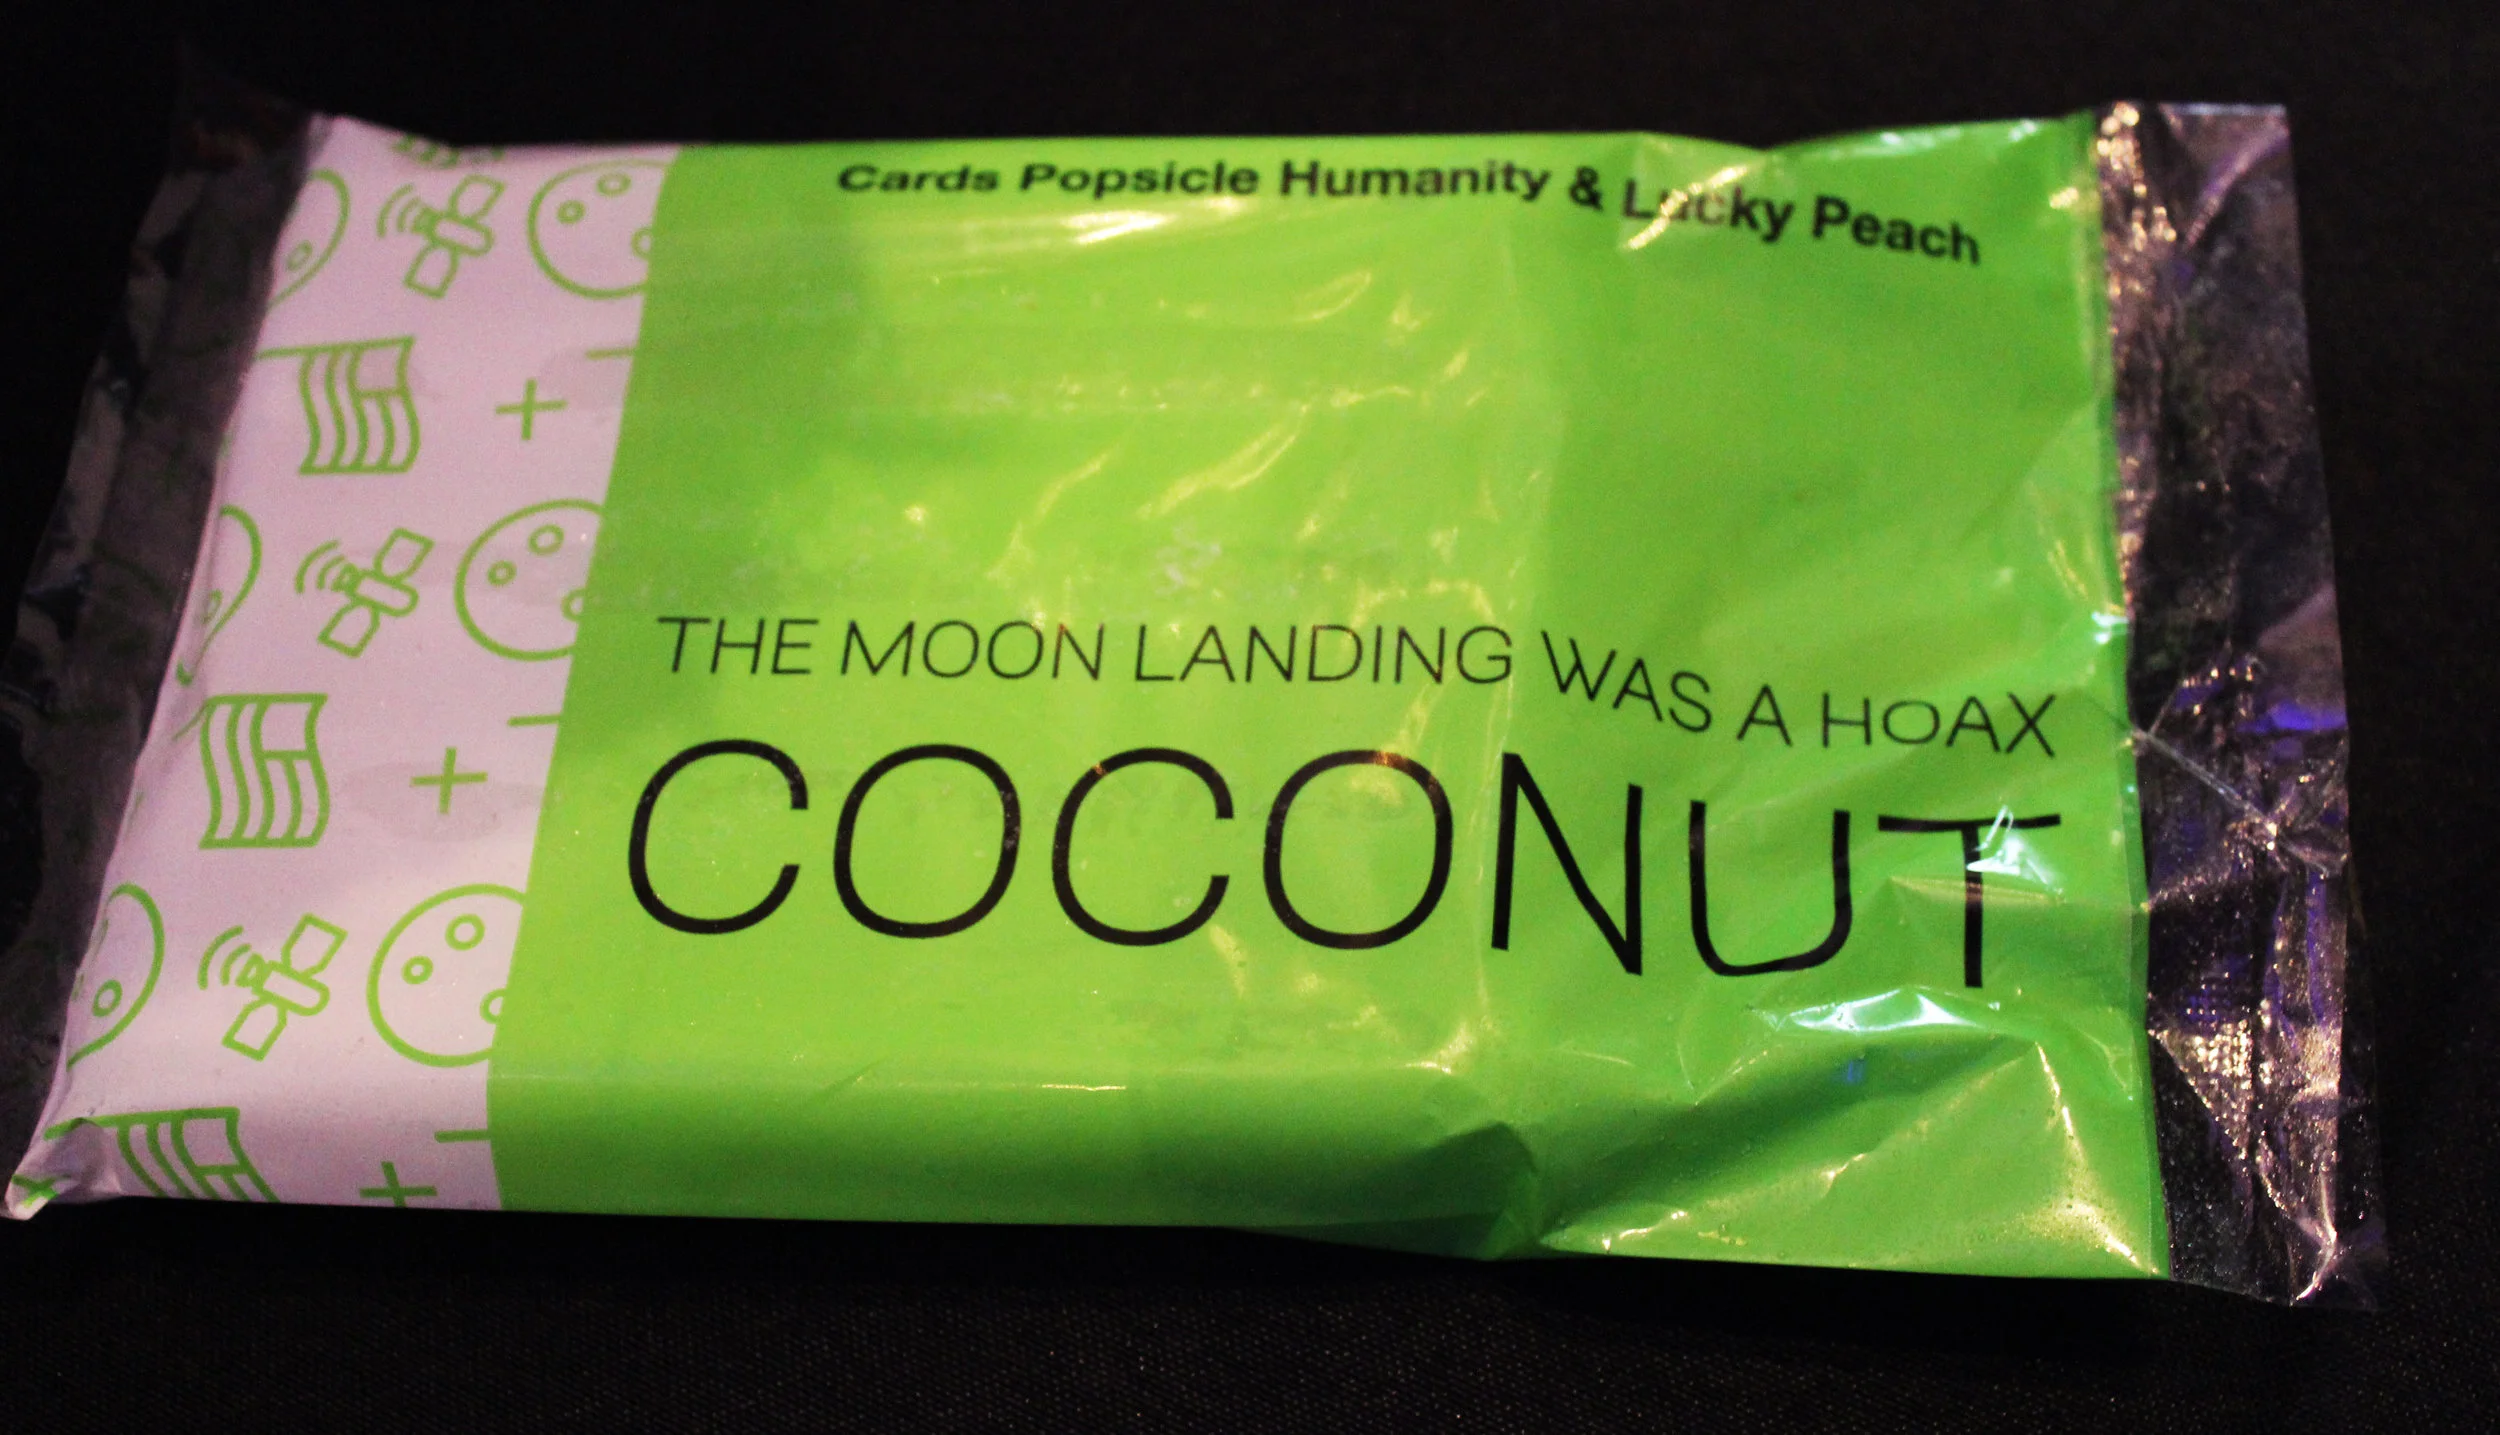 Cards Popsicle Humanity & Lucky Peach
THE MOON LANDING WAS A HOAX
COCONUT